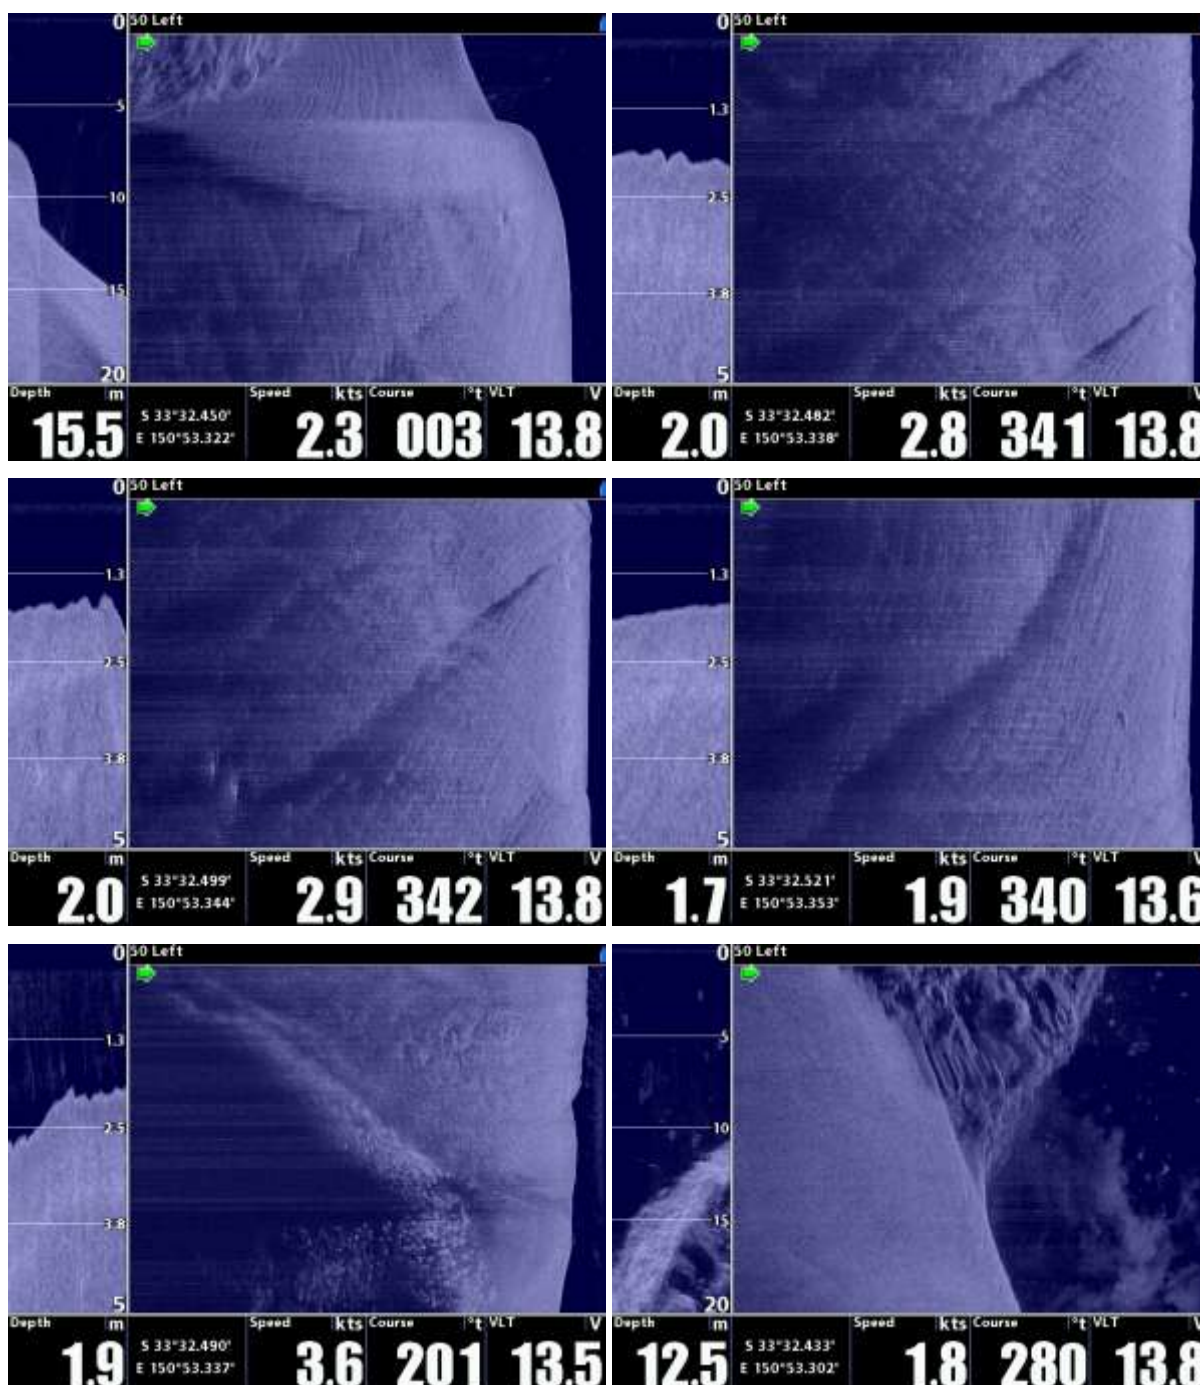 0 50 Left
5
10
15
20
Depth m Speed kts Course °t VLT V
15.5 S 33°32.450' E 150°53.322' 2.3 003 13.8
0 50 Left
1.3
2.5
3.8
5
Depth m Speed kts Course °t VLT V
2.0 S 33°32.482' E 150°53.338' 2.8 341 13.8
0 50 Left
1.3
2.5
3.8
5
Depth m Speed kts Course °t VLT V
2.0 S 33°32.499' E 150°53.344' 2.9 342 13.8
0 50 Left
1.3
2.5
3.8
5
Depth m Speed kts Course °t VLT V
1.7 S 33°32.521' E 150°53.353' 1.9 340 13.6
0 50 Left
1.3
2.5
3.8
5
Depth m Speed kts Course °t VLT V
1.9 S 33°32.490' E 150°53.337' 3.6 201 13.5
0 50 Left
5
10
15
20
Depth m Speed kts Course °t VLT V
12.5 S 33°32.433' E 150°53.302' 1.8 280 13.8